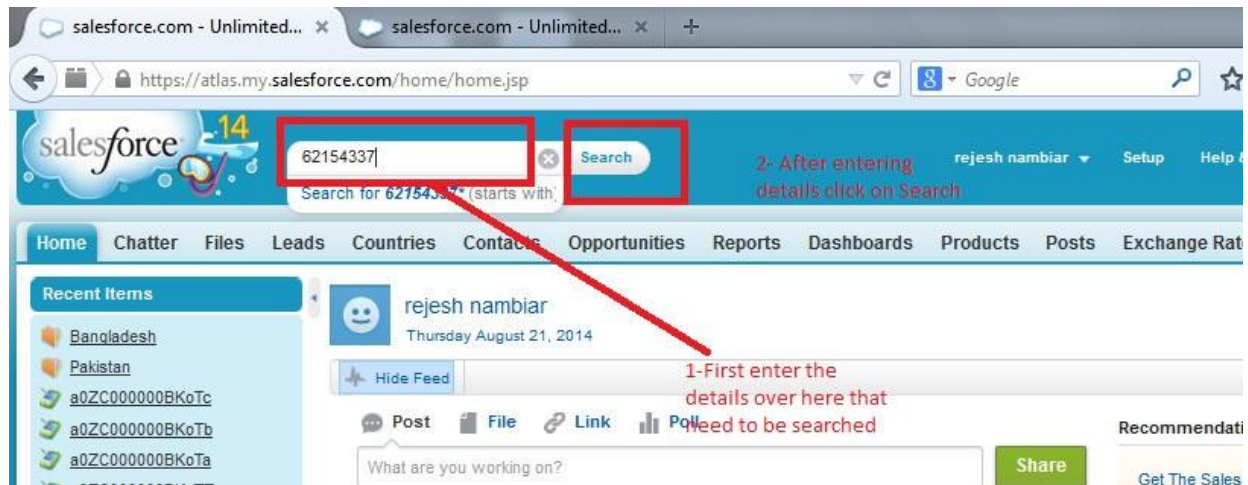 salesforce.com - Unlimited...
salesforce.com - Unlimited...
https://atlas.my.salesforce.com/home/home.jsp
Google
salesforce
14
62154337
Search
Search for 62154337* (starts with)
2- After entering
details click on Search
rejesh nambiar
Setup
Help &
Home Chatter Files Leads Countries Contacts Opportunities Reports Dashboards Products Posts Exchange Rat
Recent Items
Bangladesh
Pakistan
a0ZC000000BKoTc
a0ZC000000BKoTb
a0ZC000000BKoTa
rejesh nambiar
Thursday August 21, 2014
Hide Feed
1-First enter the
details over here that
need to be searched
Post File Link Poll
What are you working on?
Share
Recommendati
Get The Sales